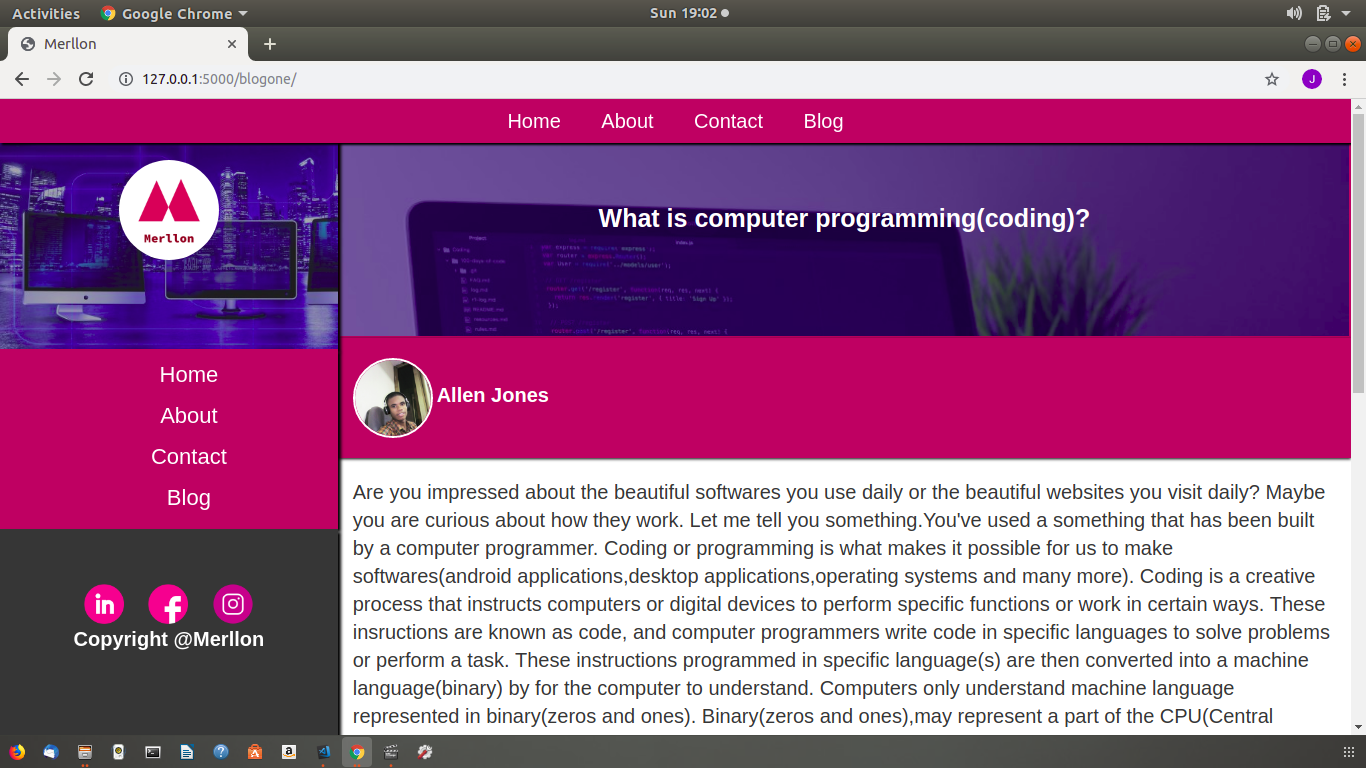 Activities
Google Chrome
Sun 19:02
Merllon
127.0.0.1:5000/blogone/
J
Home About Contact Blog
Merllon
What is computer programming(coding)?
Project
index.js
Home
About
Contact
Blog
Allen Jones
in f
Copyright @Merllon
Are you impressed about the beautiful softwares you use daily or the beautiful websites you visit daily? Maybe
you are curious about how they work. Let me tell you something.You've used a something that has been built
by a computer programmer. Coding or programming is what makes it possible for us to make
softwares(android applications,desktop applications,operating systems and many more). Coding is a creative
process that instructs computers or digital devices to perform specific functions or work in certain ways. These
insructions are known as code, and computer programmers write code in specific languages to solve problems
or perform a task. These instructions programmed in specific language(s) are then converted into a machine
language(binary) by for the computer to understand. Computers only understand machine language
represented in binary(zeros and ones). Binary(zeros and ones),may represent a part of the CPU(Central